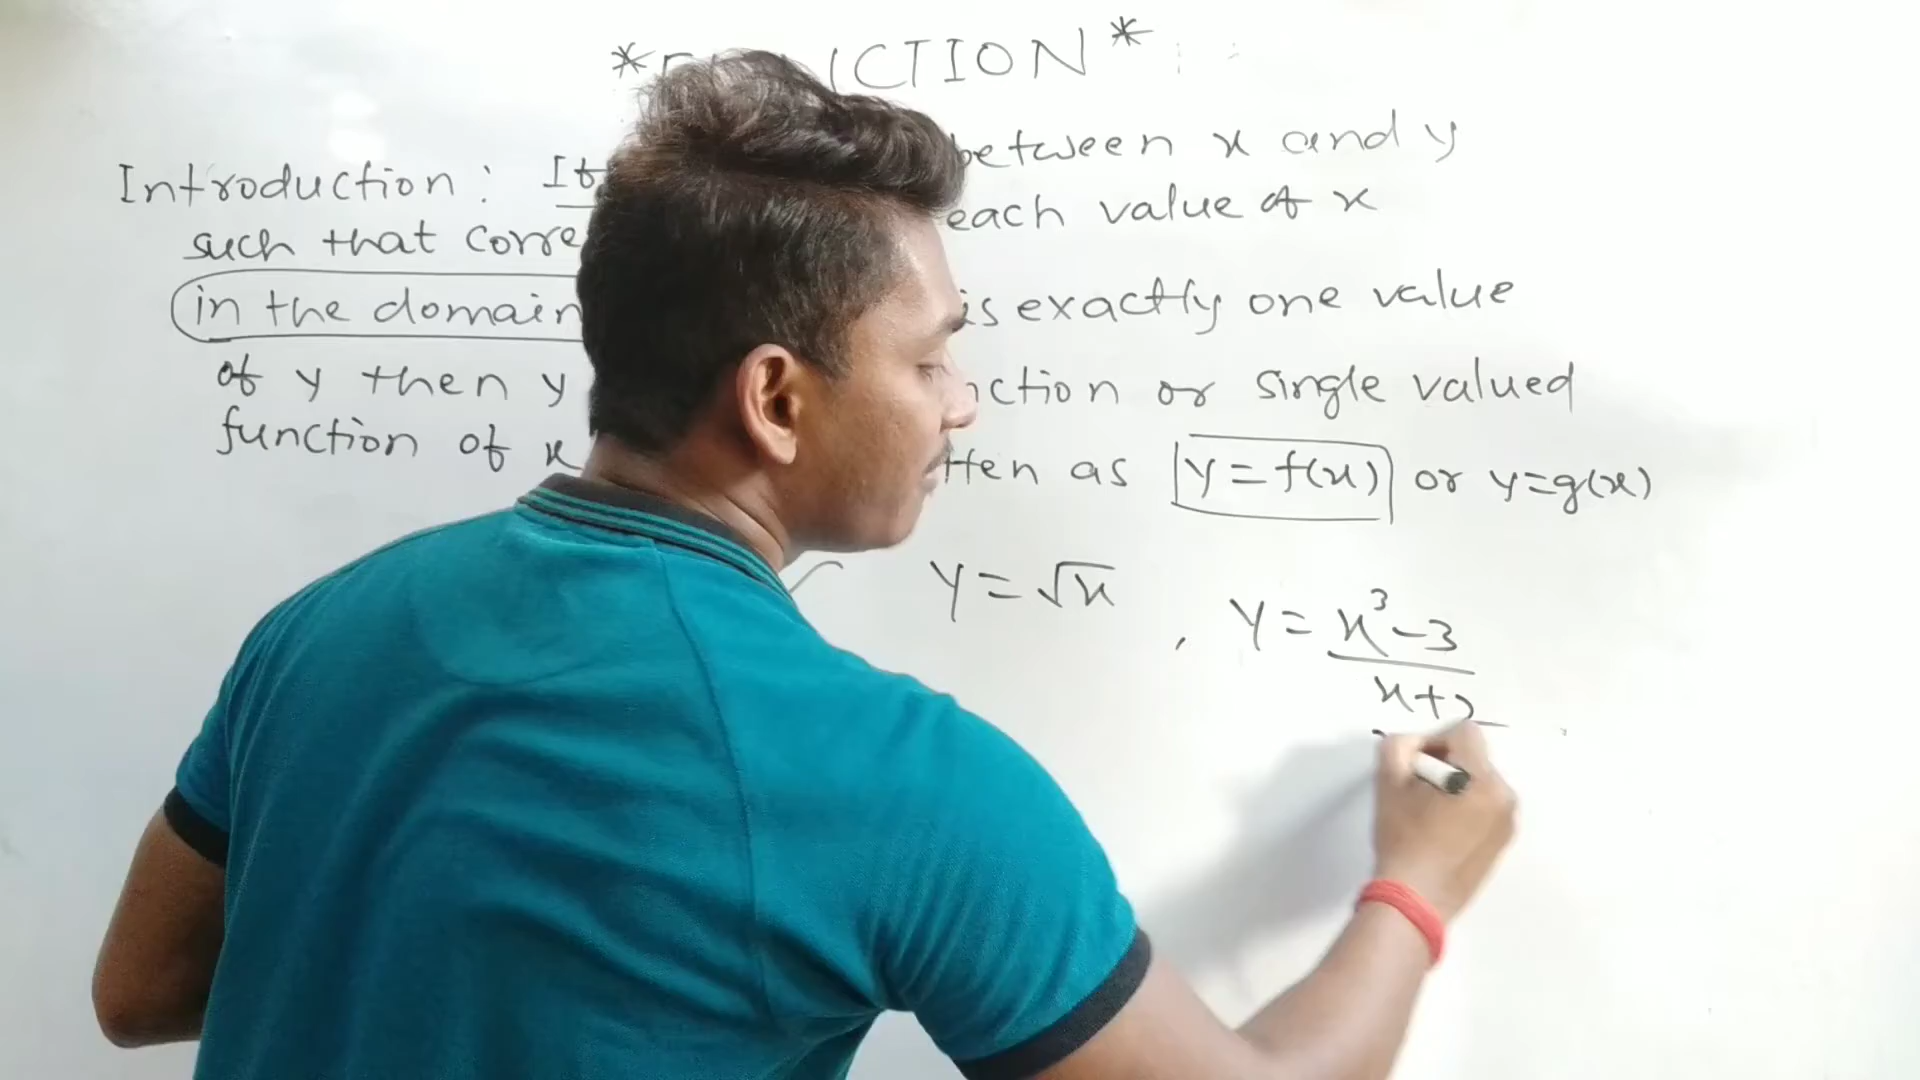 * CTION *
Introduction: If between x and y
such that corre each value of x
in the domain is exactly one value
of y then y nction or single valued
function of x tten as y=f(x) or y=g(x)
y=√x , y=x³-3
x+2